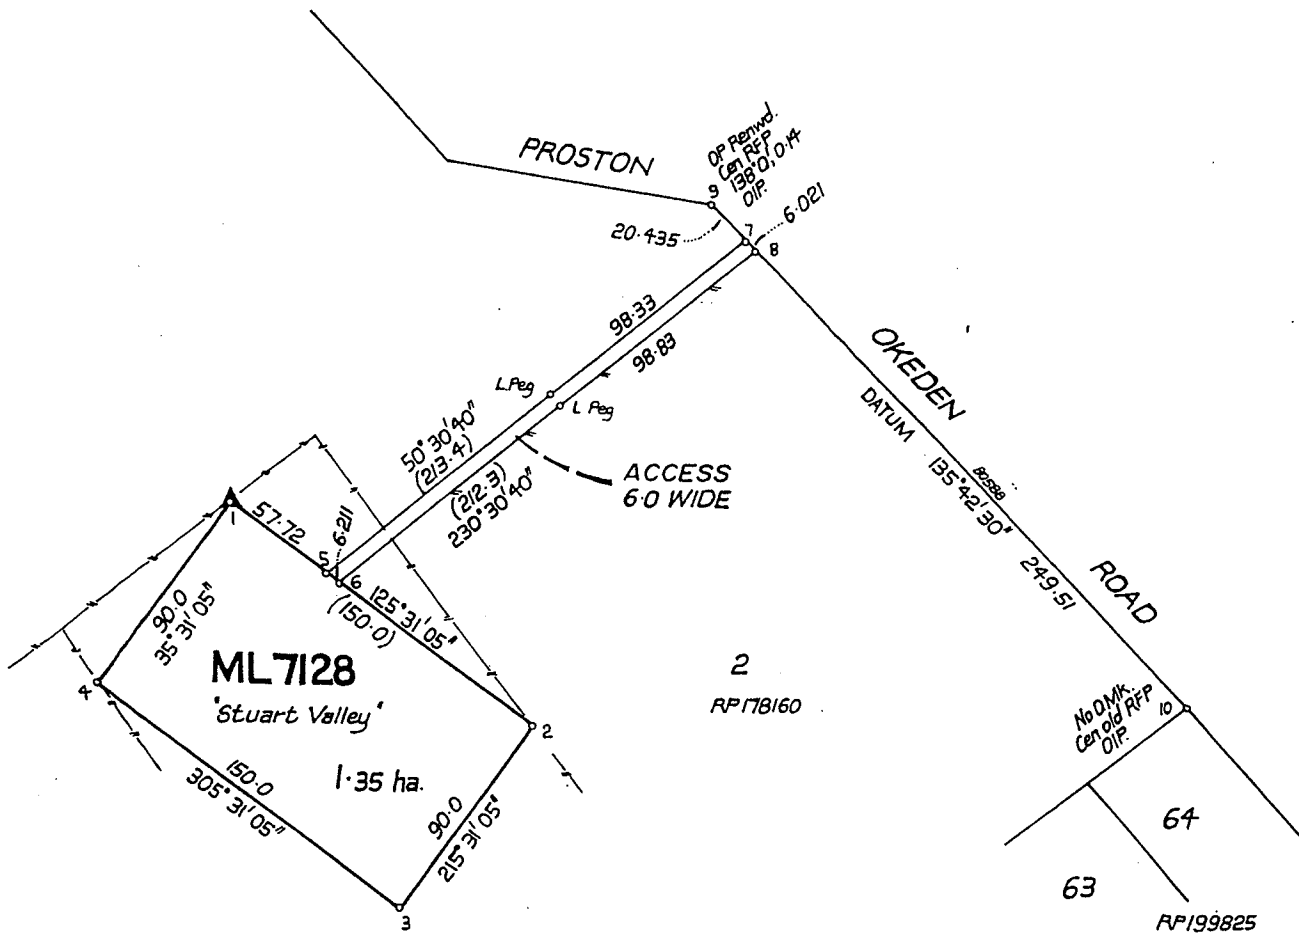 PROSTON
OP Renwd.
Cen RFP
138°0', 0·14
OIP.
9
6·021
20·435
7
8
98·33
98·83
OKEDEN
L.Peg
L Peg
DATUM
50°30'40"
(213·4)
(212·3)
230°30'40"
ACCESS
6·0 WIDE
80588
135°42'30"
249·51
ROAD
1
57·72
6·211
5
6
125°31'05"
(150·0)
90·0
35°31'05"
ML7128
'Stuart Valley'
1·35 ha.
4
2
2
RP178160
150·0
305°31'05"
90·0
215°31'05"
3
No O.Mk.
Cen old RFP
OIP.
10
64
63
RP199825